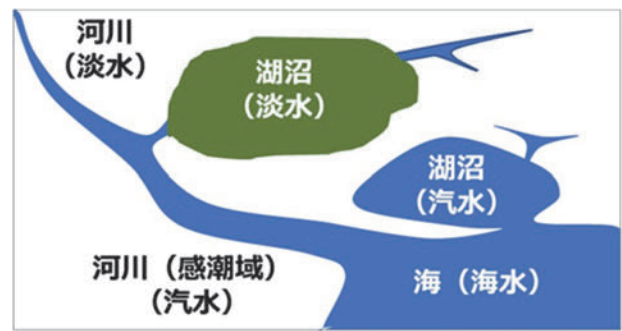 河川
（淡水）
湖沼
（淡水）
湖沼
（汽水）
河川（感潮域）
（汽水）
海（海水）